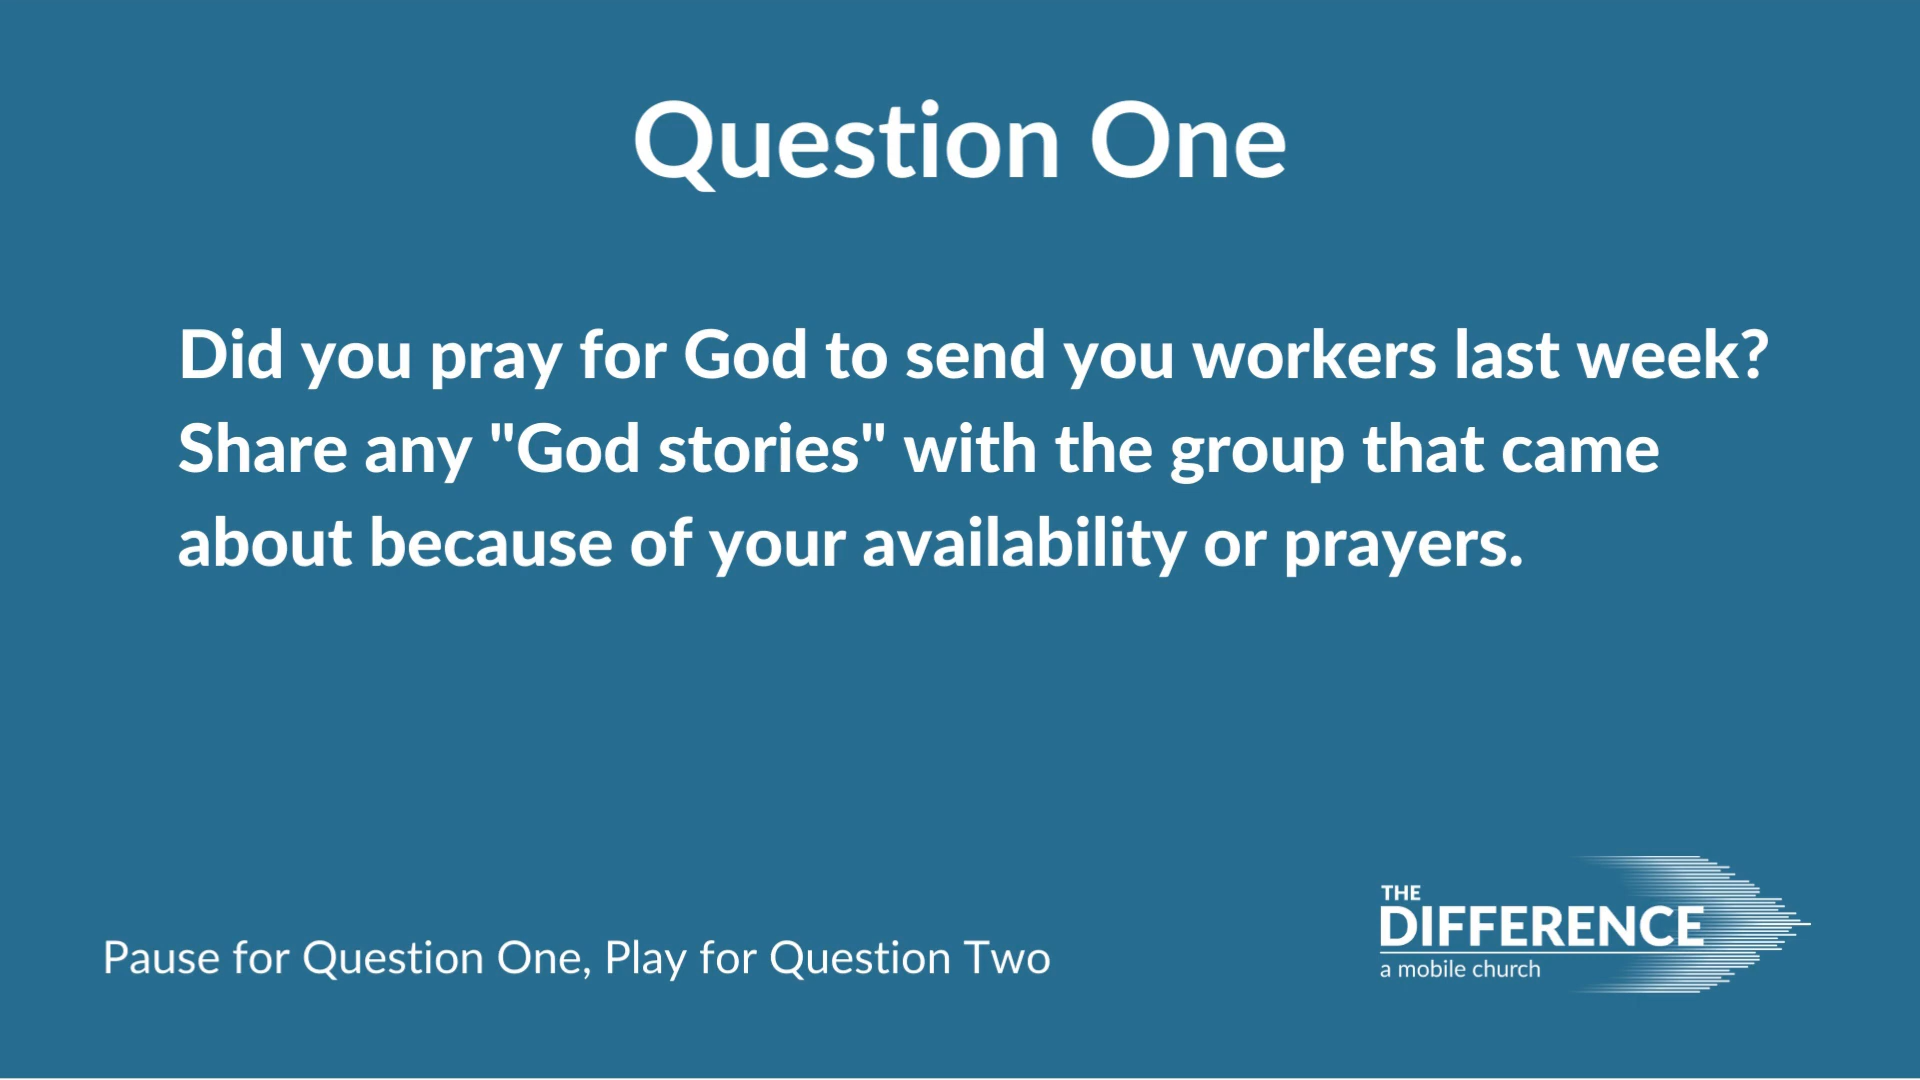 Question One
Did you pray for God to send you workers last week?
Share any "God stories" with the group that came
about because of your availability or prayers.
Pause for Question One, Play for Question Two
THE
DIFFERENCE
a mobile church